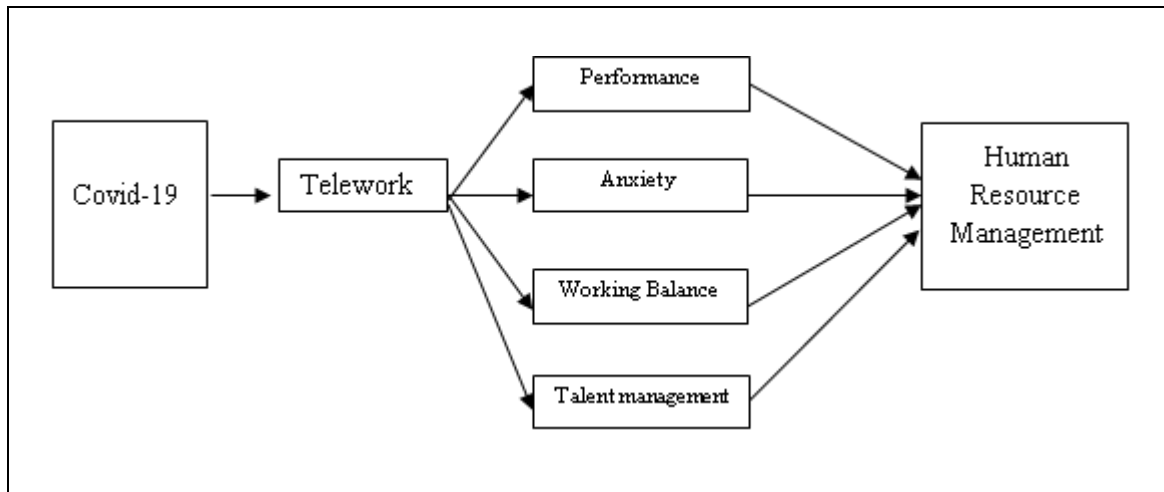 Covid-19
Telework
Performance
Anxiety
Working Balance
Talent management
Human
Resource
Management